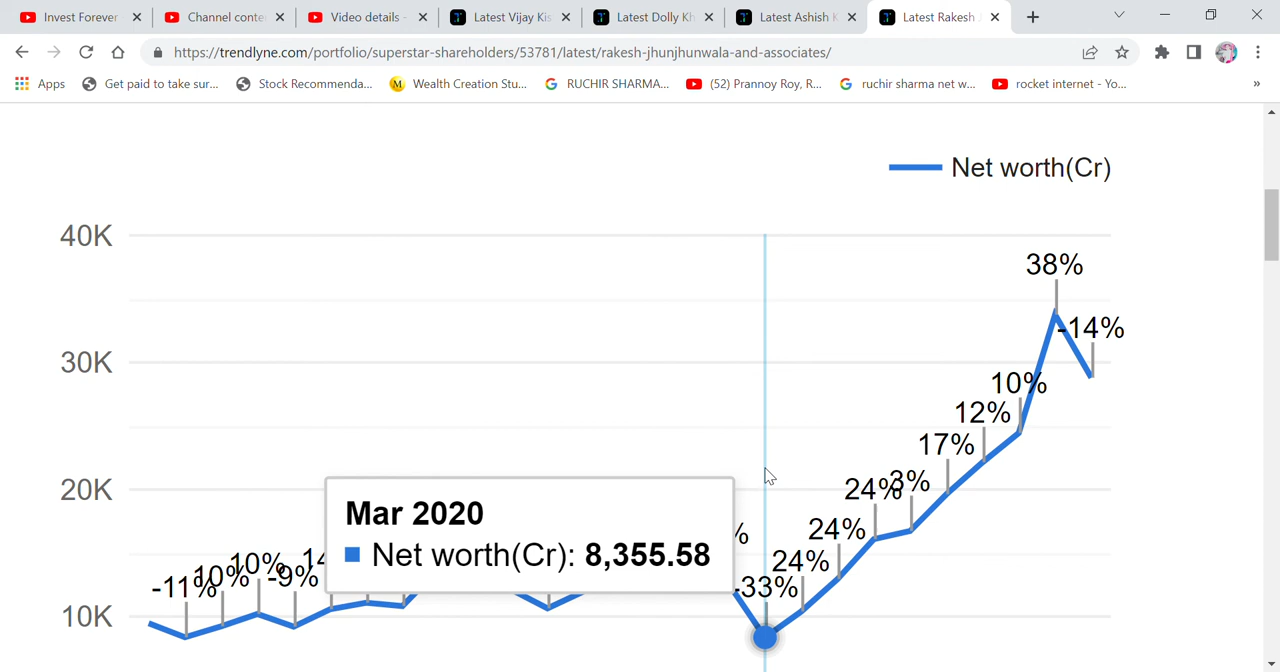 Invest Forever
Channel conte
Video details -
Latest Vijay Kis
Latest Dolly Kh
Latest Ashish K
Latest Rakesh J
https://trendlyne.com/portfolio/superstar-shareholders/53781/latest/rakesh-jhunjhunwala-and-associates/
Apps
Get paid to take sur...
Stock Recommenda...
M
Wealth Creation Stu...
RUCHIR SHARMA...
(52) Prannoy Roy, R...
ruchir sharma net w...
rocket internet - Yo...
»
Net worth(Cr)
40K
38%
-14%
30K
10%
12%
17%
20K
24%
3%
Mar 2020
24%
Net worth(Cr): 8,355.58
%
-11%
10%
10%
-9%
14
-33%
24%
10K